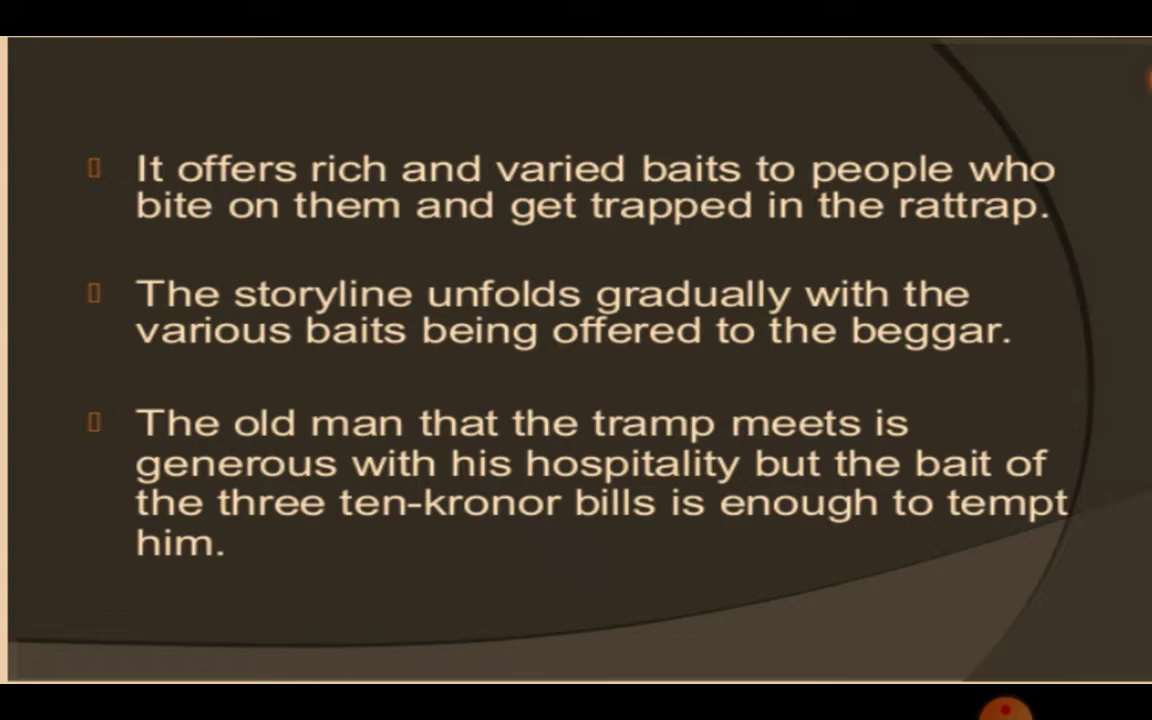 It offers rich and varied baits to people who
bite on them and get trapped in the rattrap.
The storyline unfolds gradually with the
various baits being offered to the beggar.
The old man that the tramp meets is
generous with his hospitality but the bait of
the three ten-kronor bills is enough to tempt
him.